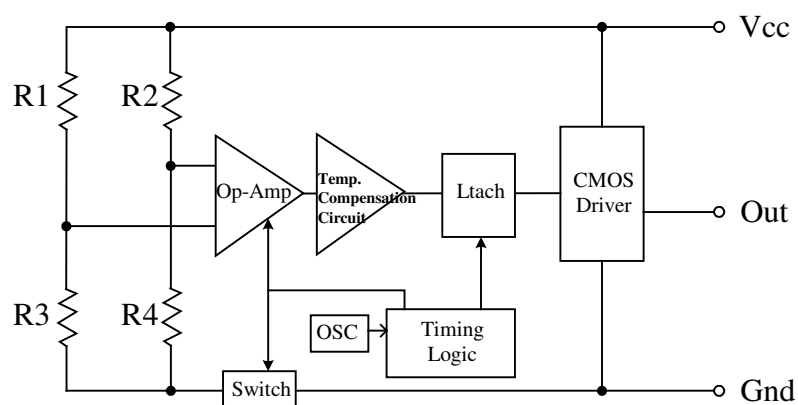 Vcc
R1
R2
Op-Amp
Temp.
Compensation
Circuit
Ltach
CMOS
Driver
Out
R3
R4
OSC
Timing
Logic
Switch
Gnd